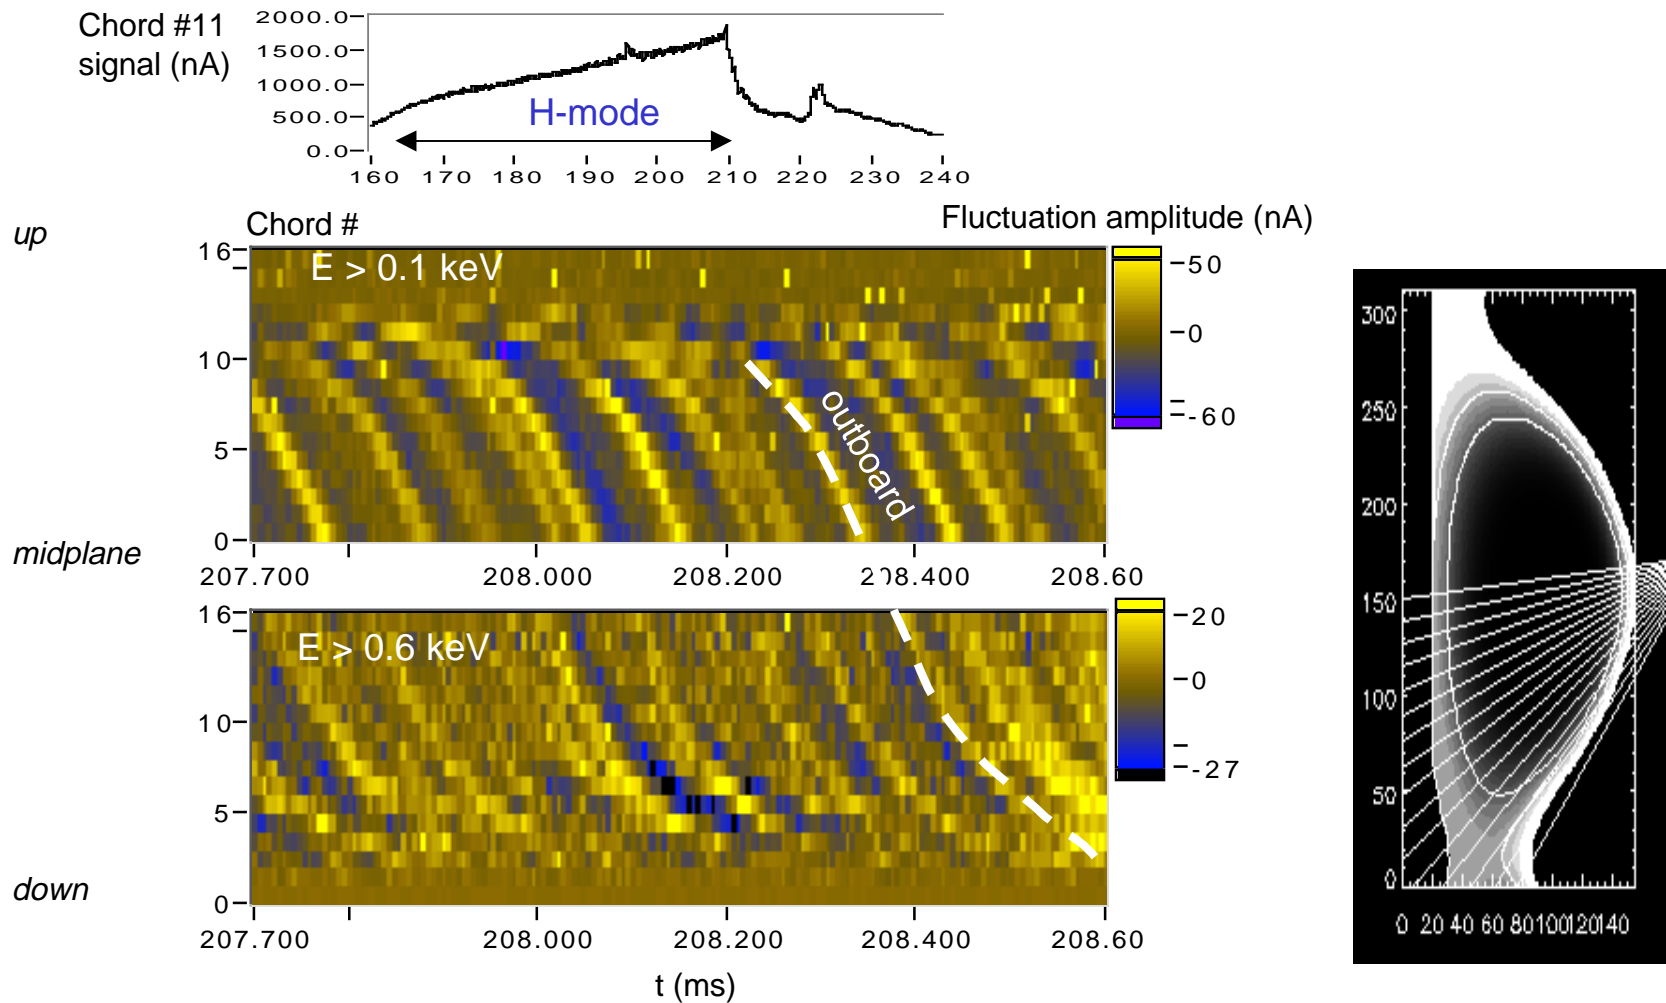 Chord #11
signal (nA)
2000.0
1500.0
1000.0
500.0
0.0
H-mode
160 170 180 190 200 210 220 230 240
up
Chord #
Fluctuation amplitude (nA)
16
10
5
0
E > 0.1 keV
outboard
50
0
-60
midplane
207.700 208.000 208.200 208.400 208.60
16
10
5
0
E > 0.6 keV
20
0
-27
down
207.700 208.000 208.200 208.400 208.60
t (ms)
300
250
200
150
100
50
0
0 20 40 60 80 100 120 140